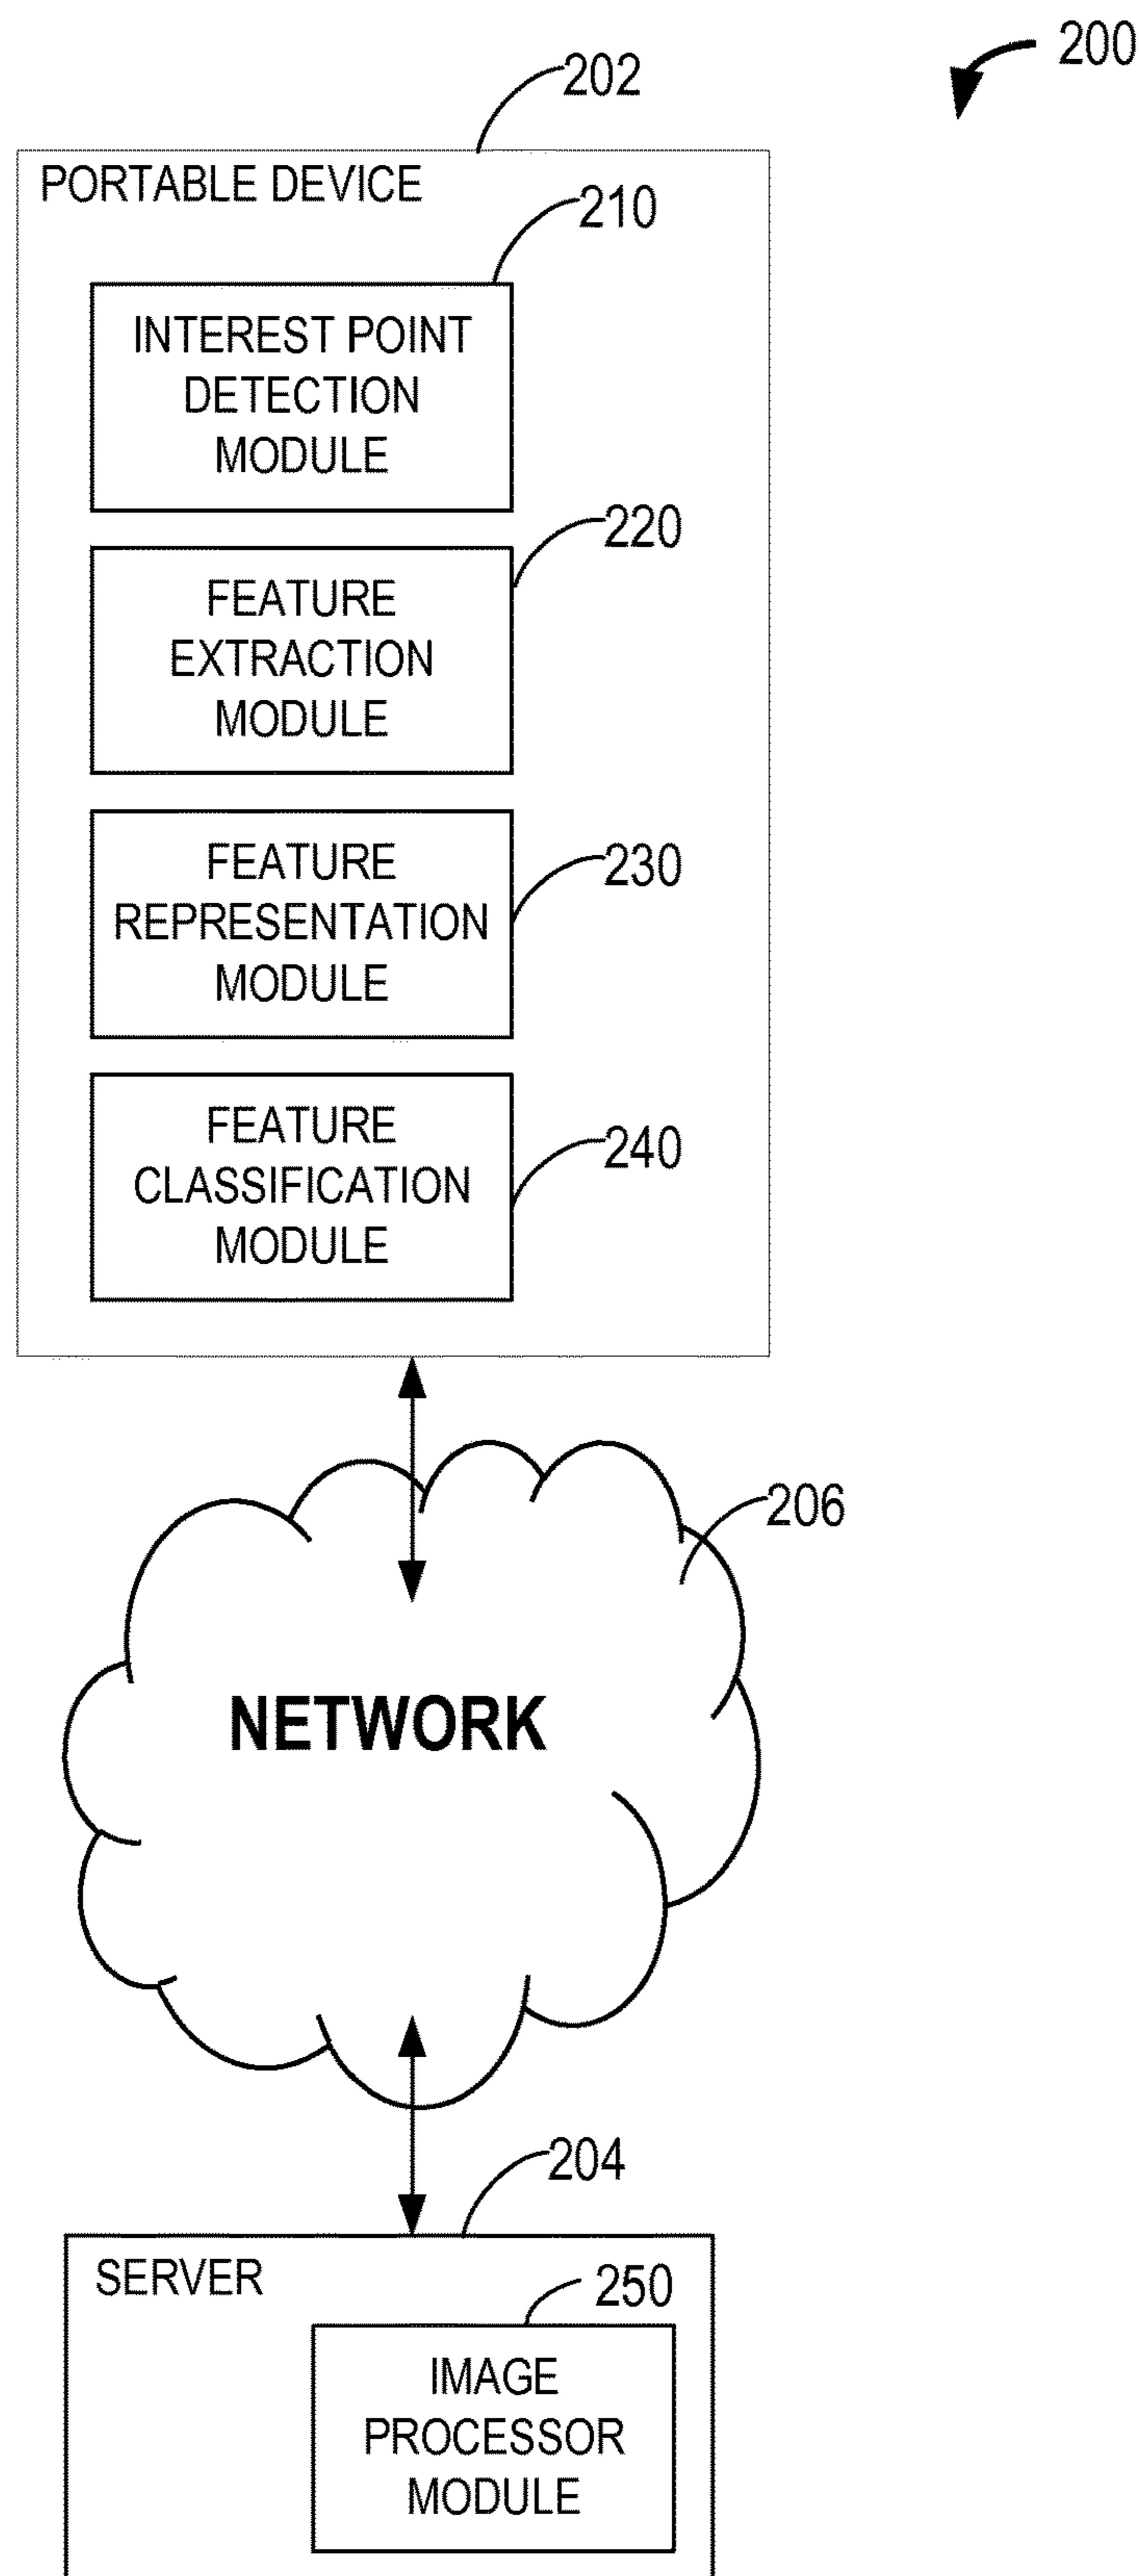 200
202
PORTABLE DEVICE
210
INTEREST POINT
DETECTION
MODULE
220
FEATURE
EXTRACTION
MODULE
230
FEATURE
REPRESENTATION
MODULE
240
FEATURE
CLASSIFICATION
MODULE
206
NETWORK
204
SERVER
250
IMAGE
PROCESSOR
MODULE